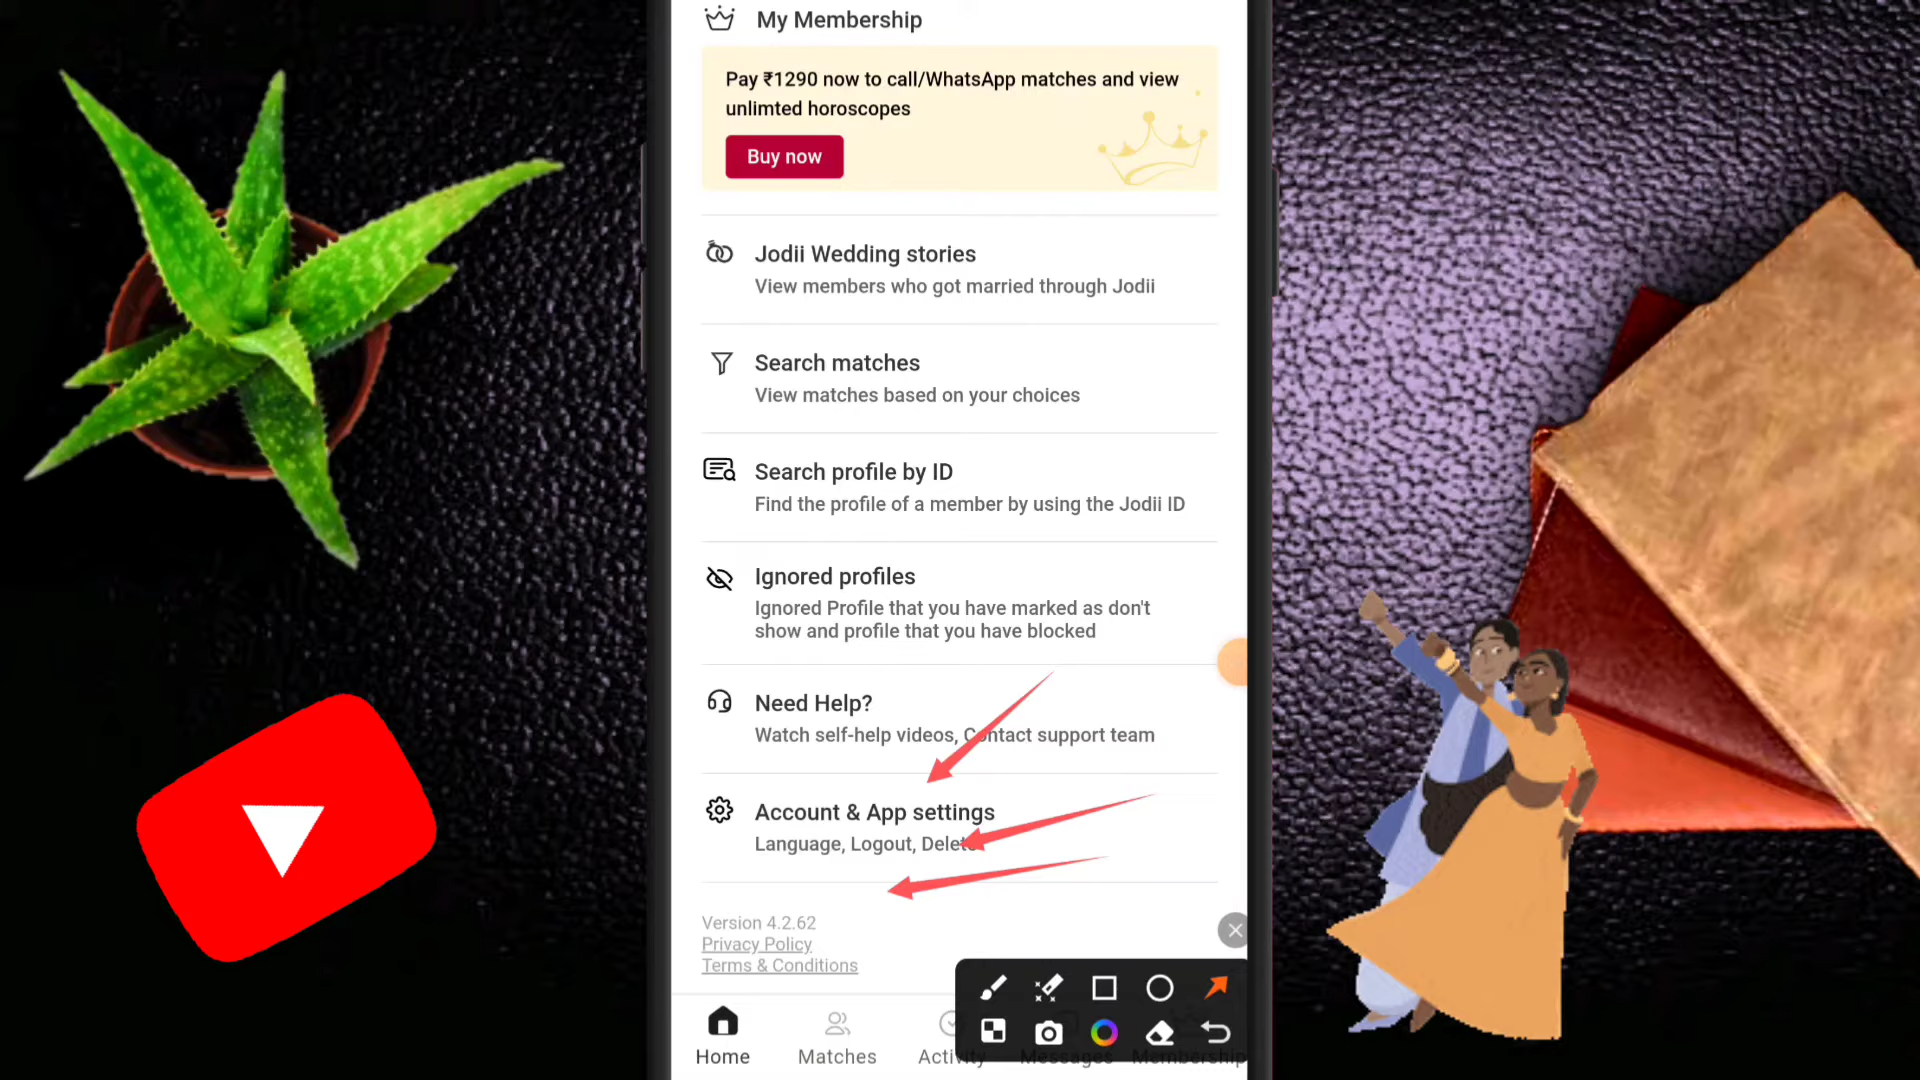 My Membership
Pay ₹1290 now to call/WhatsApp matches and view
unlimted horoscopes
Buy now
Jodii Wedding stories
View members who got married through Jodii
Search matches
View matches based on your choices
Search profile by ID
Find the profile of a member by using the Jodii ID
Ignored profiles
Ignored Profile that you have marked as don't
show and profile that you have blocked
Need Help?
Watch self-help videos, Contact support team
Account & App settings
Language, Logout, Delete
Version 4.2.62
Privacy Policy
Terms & Conditions
Home Matches Activity Messages Membership